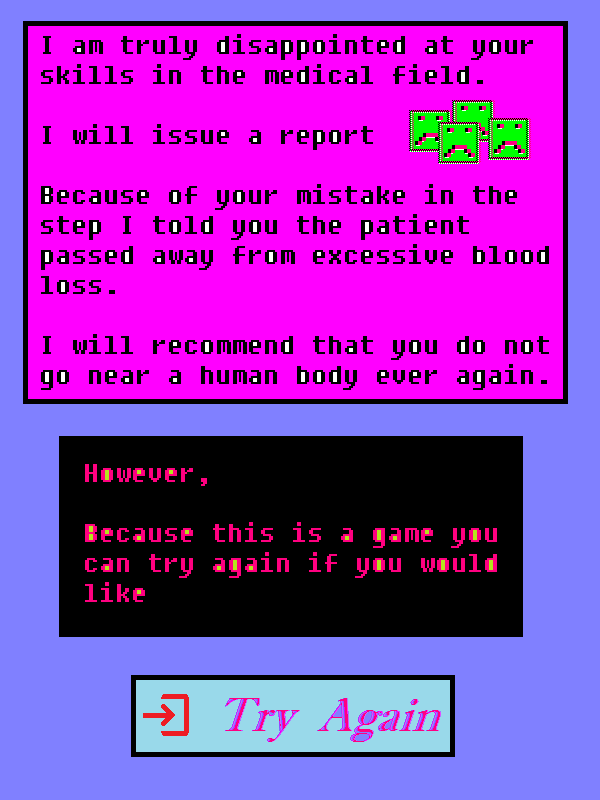 I am truly disappointed at your
skills in the medical field.
I will issue a report
Because of your mistake in the
step I told you the patient
passed away from excessive blood
loss.
I will recommend that you do not
go near a human body ever again.
However,
Because this is a game you
can try again if you would
like
Try Again